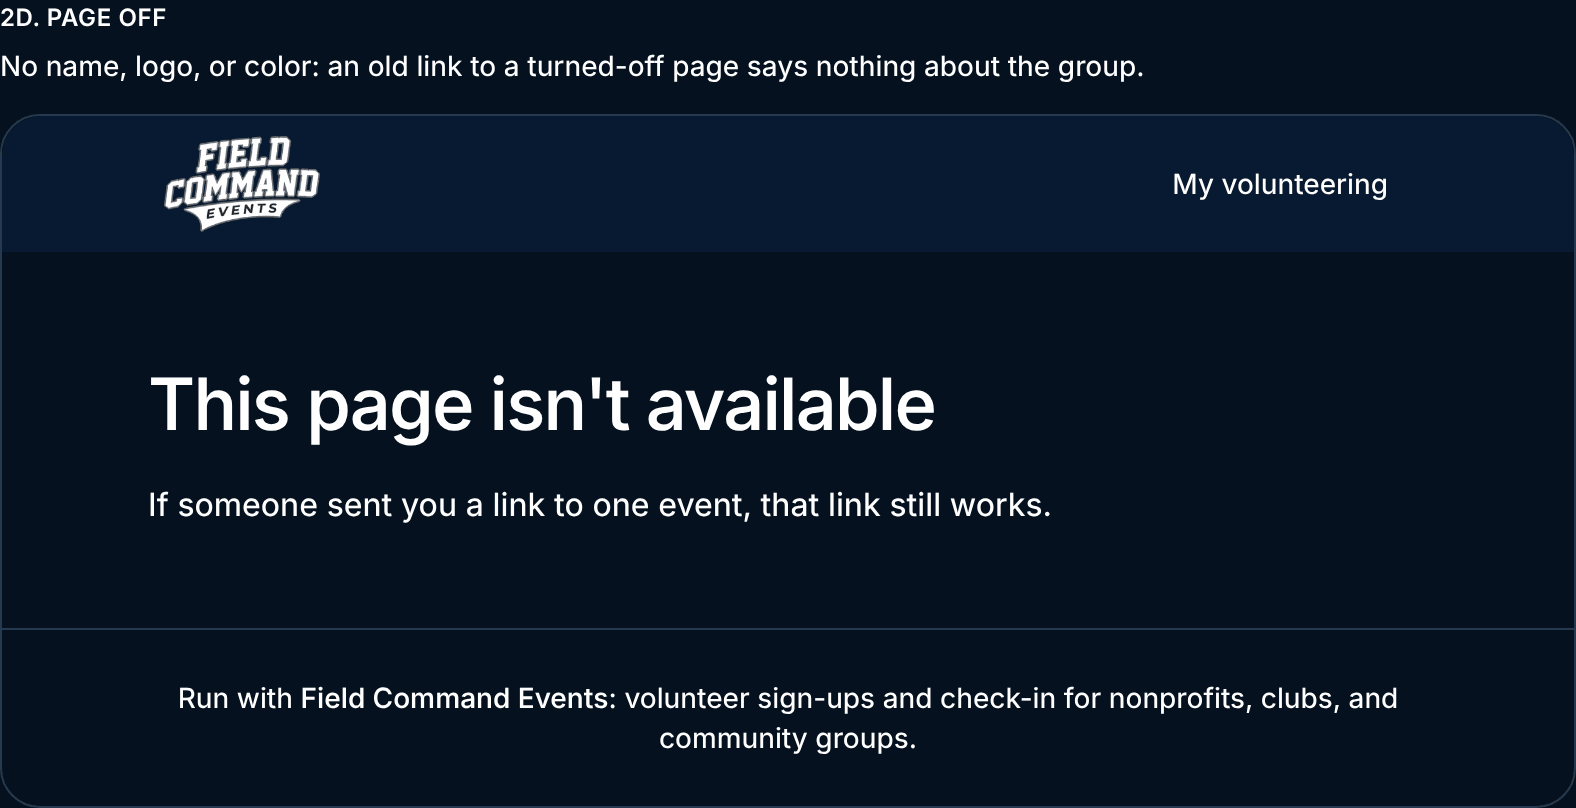 2D. PAGE OFF
No name, logo, or color: an old link to a turned-off page says nothing about the group.
FIELD
COMMAND
EVENTS
My volunteering
This page isn't available
If someone sent you a link to one event, that link still works.
Run with Field Command Events: volunteer sign-ups and check-in for nonprofits, clubs, and
community groups.